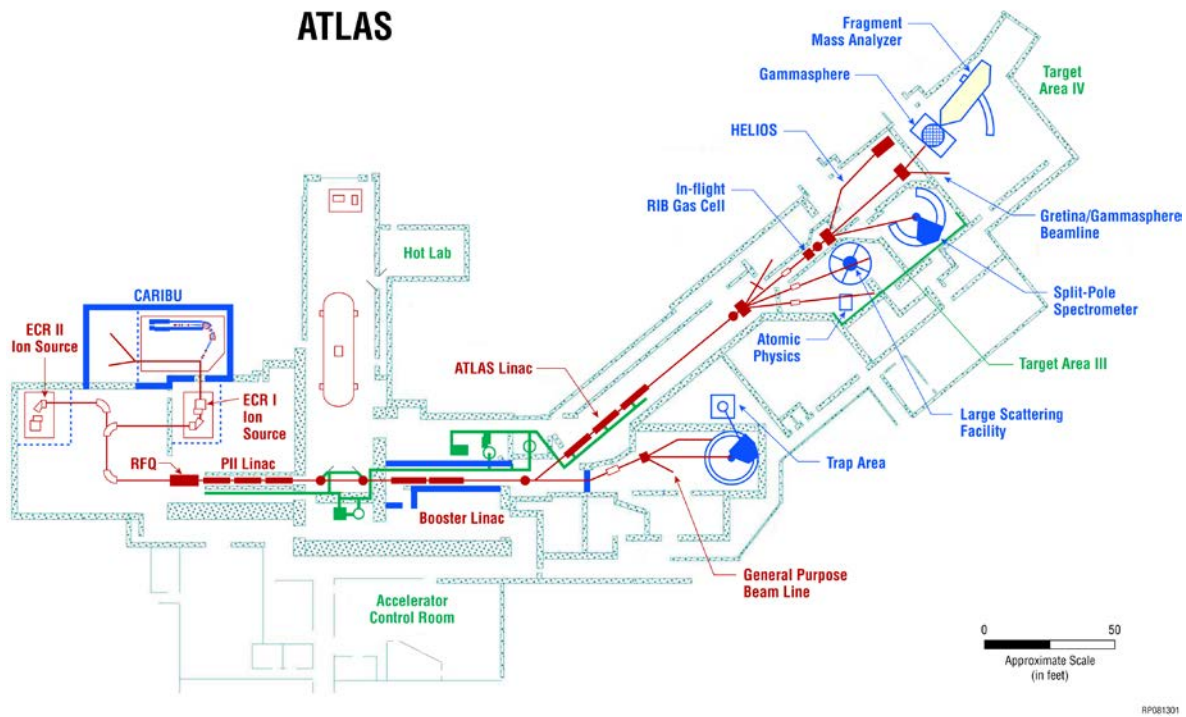 ATLAS
Fragment
Mass Analyzer
Gammasphere
Target
Area IV
HELIOS
In-flight
RIB Gas Cell
Gretina/Gammasphere
Beamline
Hot Lab
CARIBU
Split-Pole
Spectrometer
ECR II
Ion Source
Atomic
Physics
ATLAS Linac
Target Area III
ECR I
Ion
Source
Large Scattering
Facility
RFQ
PII Linac
Trap Area
Booster Linac
General Purpose
Beam Line
Accelerator
Control Room
0 50
Approximate Scale
(in feet)
RP081301